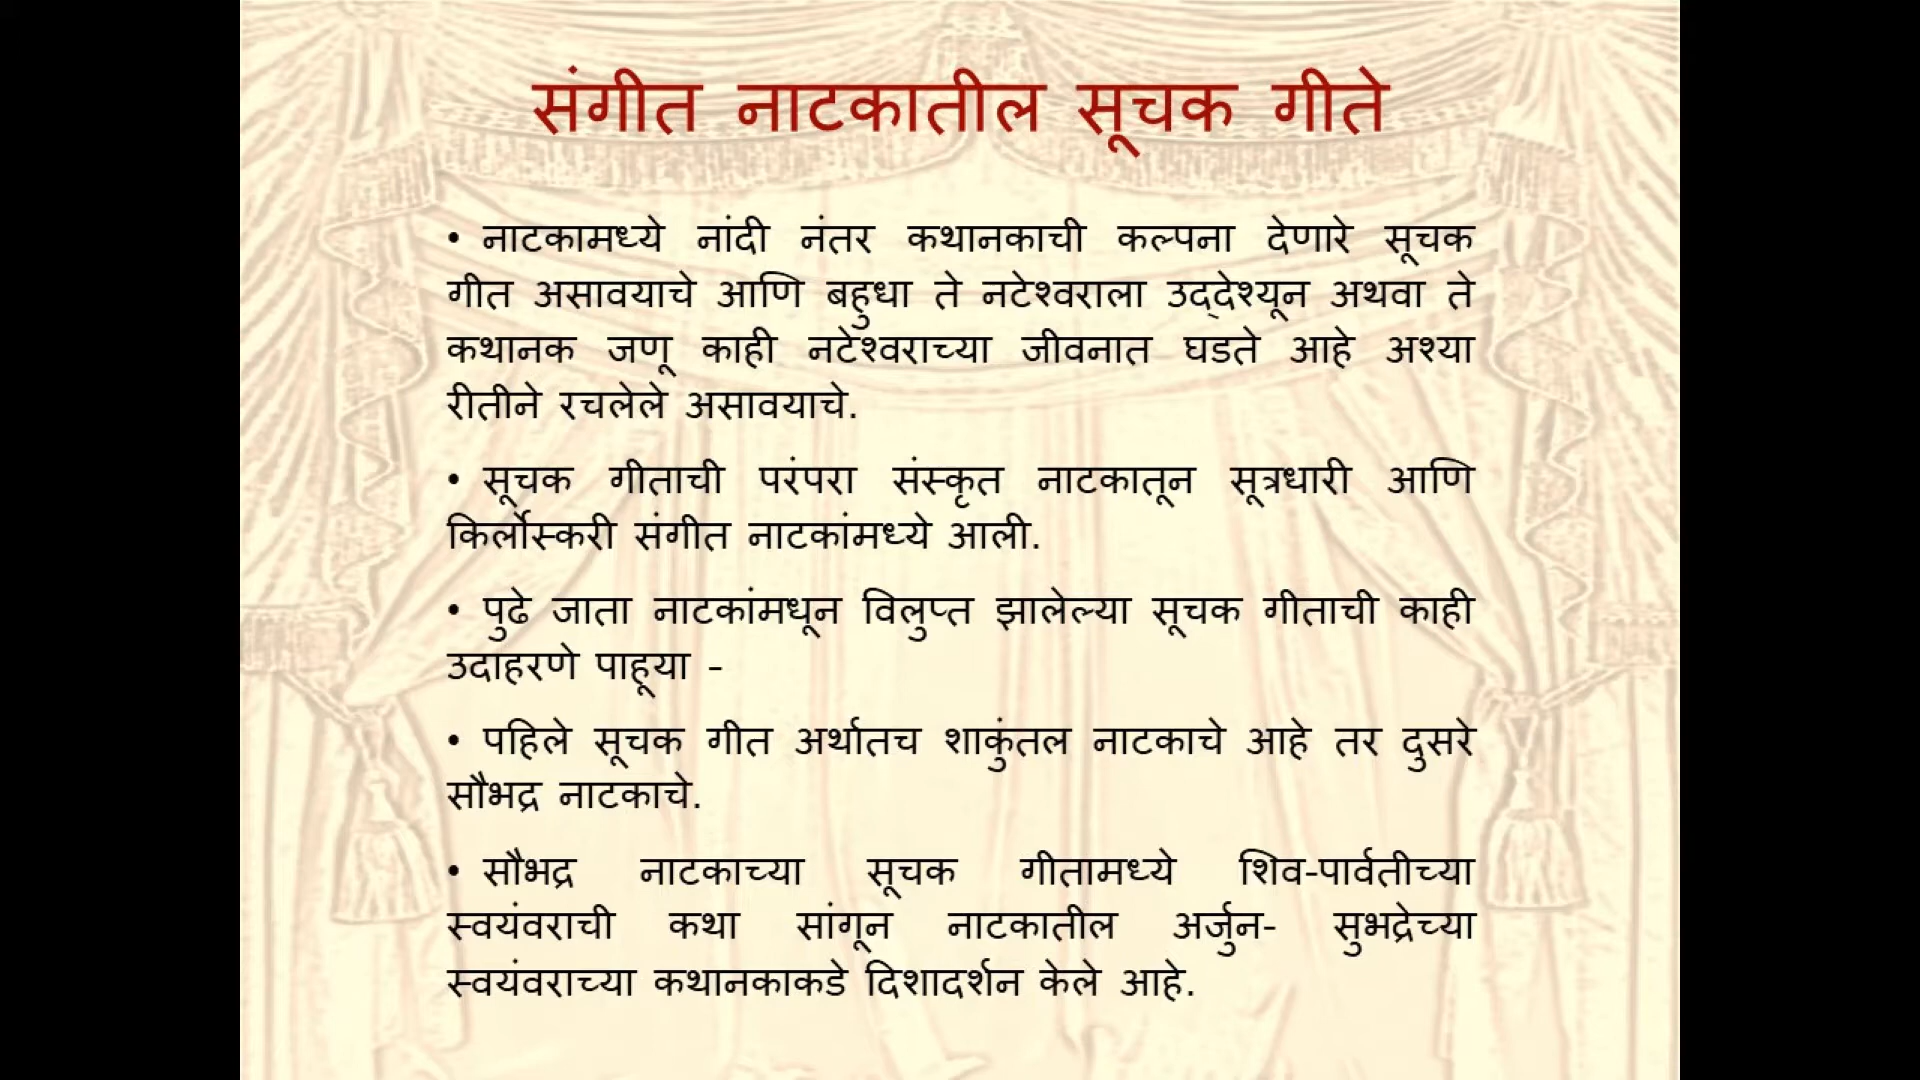 संगीत नाटकातील सूचक गीते
• नाटकामध्ये नांदी नंतर कथानकाची कल्पना देणारे सूचक
गीत असावयाचे आणि बहुधा ते नटेश्वराला उद्‌देश्यून अथवा ते
कथानक जणू काही नटेश्वराच्या जीवनात घडते आहे अश्या
रीतीने रचलेले असावयाचे.
• सूचक गीताची परंपरा संस्कृत नाटकातून सूत्रधारी आणि
किर्लोस्करी संगीत नाटकांमध्ये आली.
• पुढे जाता नाटकांमधून विलुप्त झालेल्या सूचक गीताची काही
उदाहरणे पाहूया –
• पहिले सूचक गीत अर्थातच शाकुंतल नाटकाचे आहे तर दुसरे
सौभद्र नाटकाचे.
• सौभद्र नाटकाच्या सूचक गीतामध्ये शिव-पार्वतीच्या
स्वयंवराची कथा सांगून नाटकातील अर्जुन- सुभद्रेच्या
स्वयंवराच्या कथानकाकडे दिशादर्शन केले आहे.